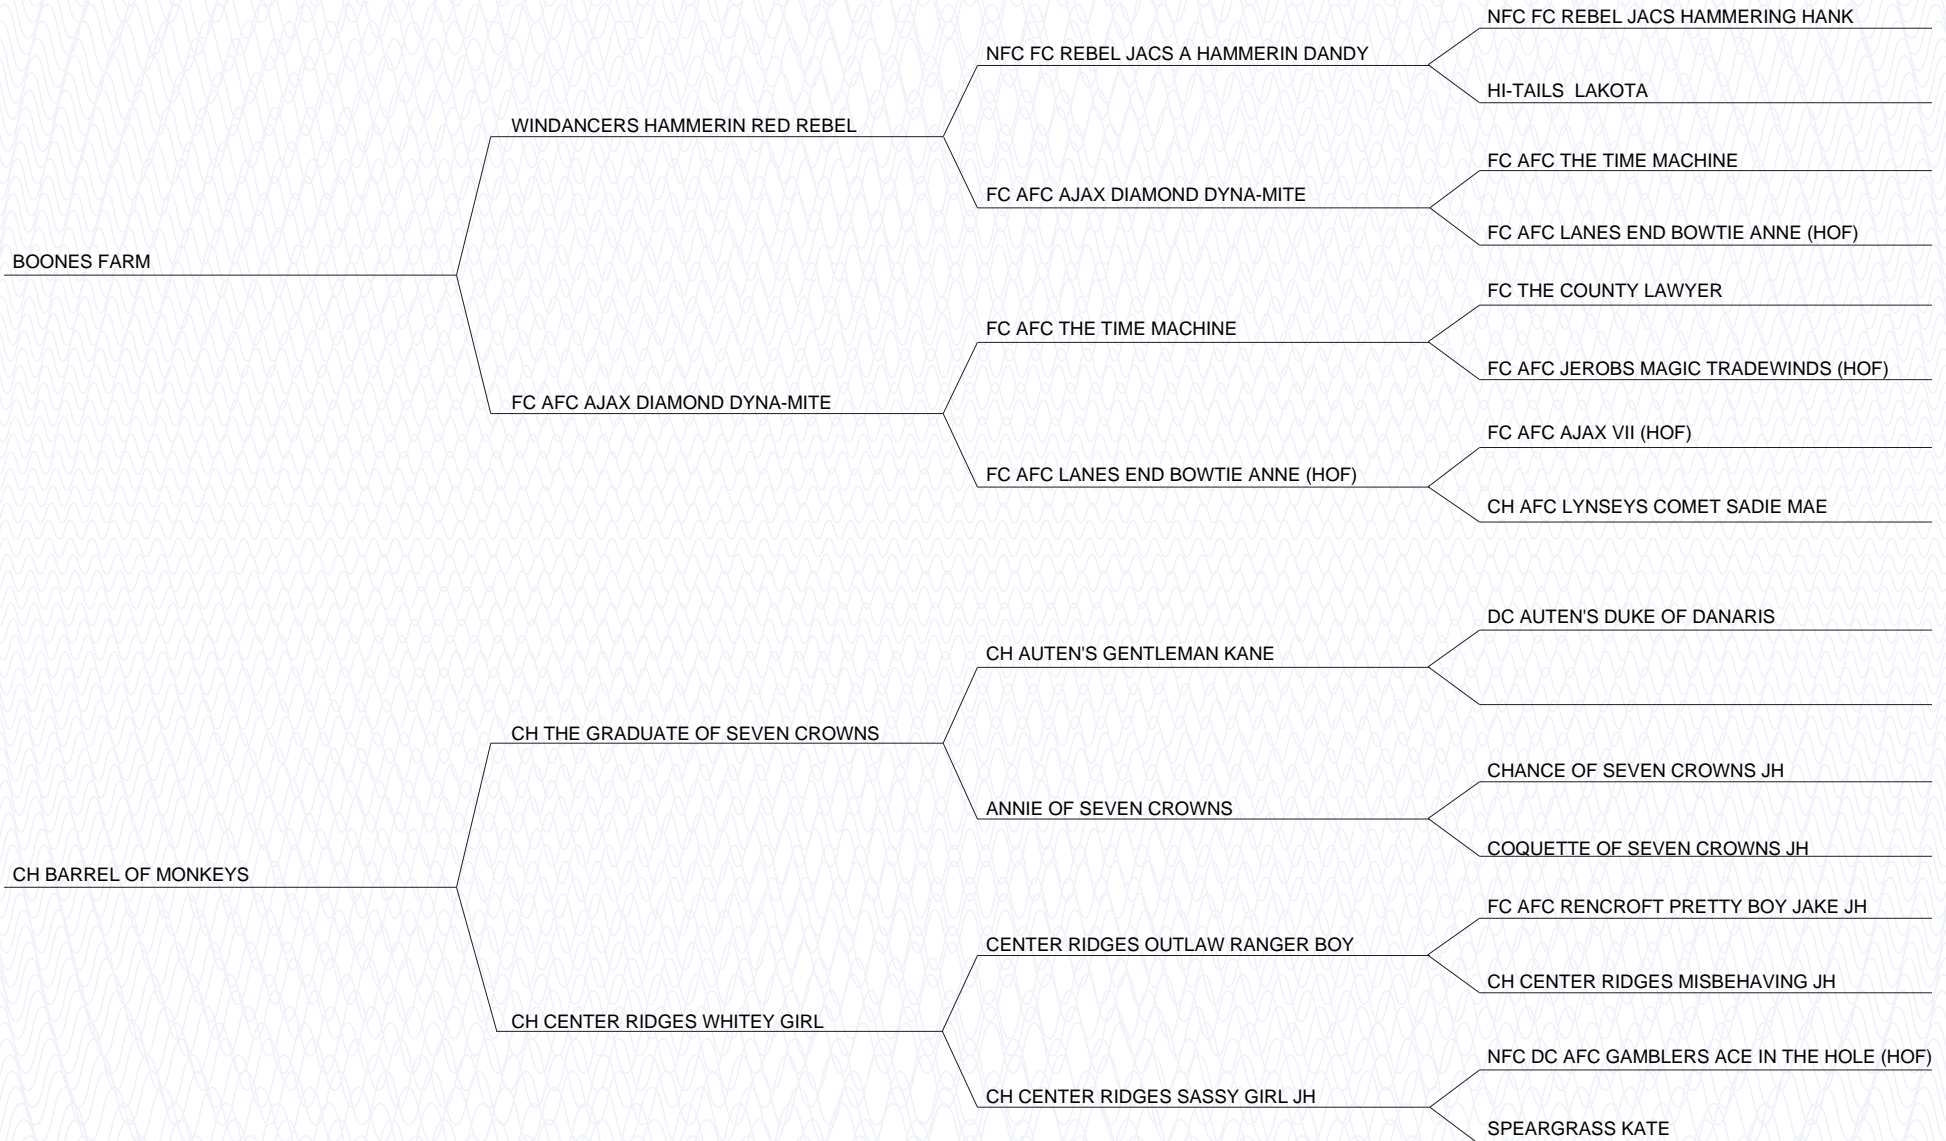 NFC FC REBEL JACS HAMMERING HANK
NFC FC REBEL JACS A HAMMERIN DANDY
HI-TAILS  LAKOTA
WINDANCERS HAMMERIN RED REBEL
FC AFC THE TIME MACHINE
FC AFC AJAX DIAMOND DYNA-MITE
FC AFC LANES END BOWTIE ANNE (HOF)
BOONES FARM
FC THE COUNTY LAWYER
FC AFC THE TIME MACHINE
FC AFC JEROBS MAGIC TRADEWINDS (HOF)
FC AFC AJAX DIAMOND DYNA-MITE
FC AFC AJAX VII (HOF)
FC AFC LANES END BOWTIE ANNE (HOF)
CH AFC LYNSEYS COMET SADIE MAE
DC AUTEN'S DUKE OF DANARIS
CH AUTEN'S GENTLEMAN KANE
CH THE GRADUATE OF SEVEN CROWNS
CHANCE OF SEVEN CROWNS JH
ANNIE OF SEVEN CROWNS
COQUETTE OF SEVEN CROWNS JH
CH BARREL OF MONKEYS
FC AFC RENCROFT PRETTY BOY JAKE JH
CENTER RIDGES OUTLAW RANGER BOY
CH CENTER RIDGES MISBEHAVING JH
CH CENTER RIDGES WHITEY GIRL
NFC DC AFC GAMBLERS ACE IN THE HOLE (HOF)
CH CENTER RIDGES SASSY GIRL JH
SPEARGRASS KATE